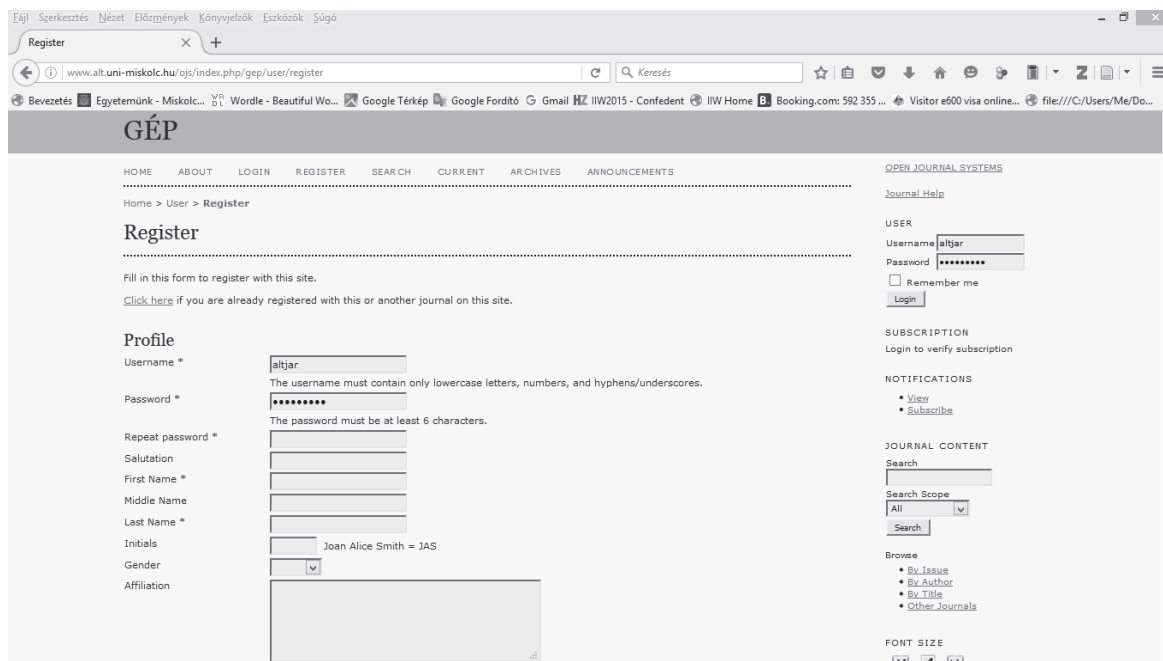 Fájl Szerkesztés Nézet Előzmények Könyvjelzők Eszközök Súgó
Register
www.alt.uni-miskolc.hu/ojs/index.php/gep/user/register
Keresés
Bevezetés Egyetemünk - Miskolc... Wordle - Beautiful Wo... Google Térkép Google Fordító Gmail IIW2015 - Confedent IIW Home Booking.com: 592 355 ... Visitor e600 visa online... file:///C:/Users/Me/Do...
GÉP
HOME ABOUT LOGIN REGISTER SEARCH CURRENT ARCHIVES ANNOUNCEMENTS
Home > User > Register
Register
Fill in this form to register with this site.
Click here if you are already registered with this or another journal on this site.
Profile
Username * altjar
The username must contain only lowercase letters, numbers, and hyphens/underscores.
Password * •••••••••
The password must be at least 6 characters.
Repeat password *
Salutation
First Name *
Middle Name
Last Name *
Initials Joan Alice Smith = JAS
Gender
Affiliation
OPEN JOURNAL SYSTEMS
Journal Help
USER
Username altjar
Password •••••••••
Remember me
Login
SUBSCRIPTION
Login to verify subscription
NOTIFICATIONS
• View
• Subscribe
JOURNAL CONTENT
Search
Search Scope
All
Search
Browse
• By Issue
• By Author
• By Title
• Other Journals
FONT SIZE